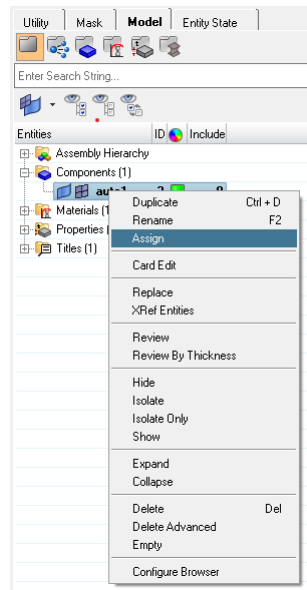 Utility Mask Model Entity State
Enter Search String...
Entities ID Include
Assembly Hierarchy
Components (1)
auto1 2 0
Materials (1
Properties (
Titles (1)
Duplicate Ctrl + D
Rename F2
Assign
Card Edit
Replace
XRef Entities
Review
Review By Thickness
Hide
Isolate
Isolate Only
Show
Expand
Collapse
Delete Del
Delete Advanced
Empty
Configure Browser